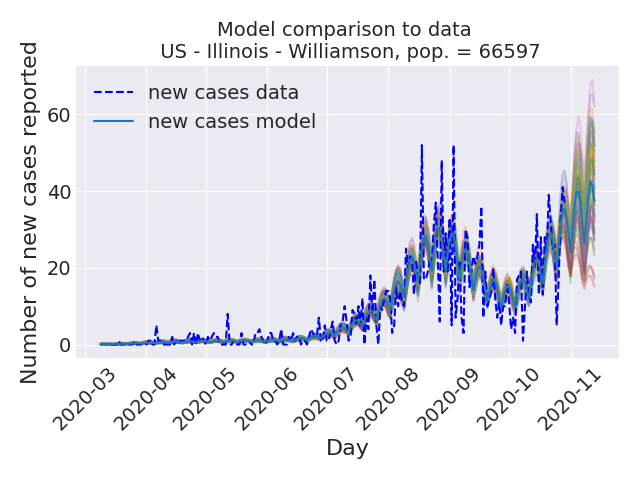 Model comparison to data
US - Illinois - Williamson, pop. = 66597
Number of new cases reported
new cases data
new cases model
60
40
20
0
2020-03
2020-04
2020-05
2020-06
2020-07
2020-08
2020-09
2020-10
2020-11
Day